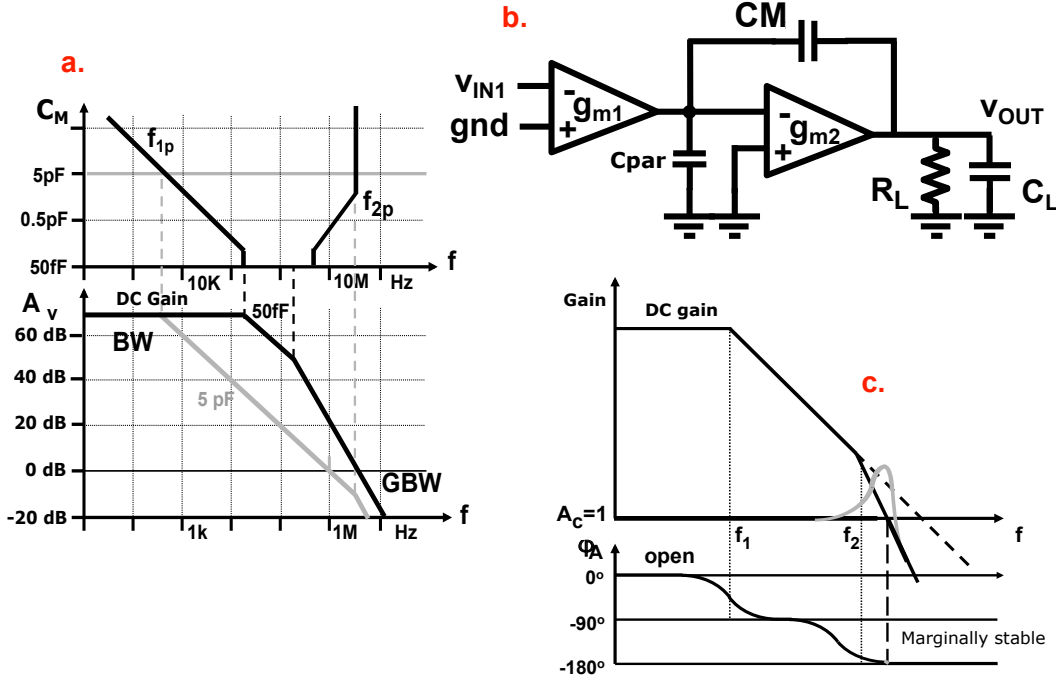 a.
C_M
f_1p
5pF
0.5pF
f_2p
50fF
10K
10M
Hz
f
A_v
DC Gain
50fF
60 dB
BW
40 dB
5 pF
20 dB
0 dB
GBW
-20 dB
1k
1M
Hz
f
b.
CM
v_IN1
-
g_m1
gnd
+
Cpar
-
g_m2
+
v_OUT
R_L
C_L
Gain
DC gain
c.
A_C=1
f_1
f_2
f
φ_A
open
0°
-90°
Marginally stable
-180°